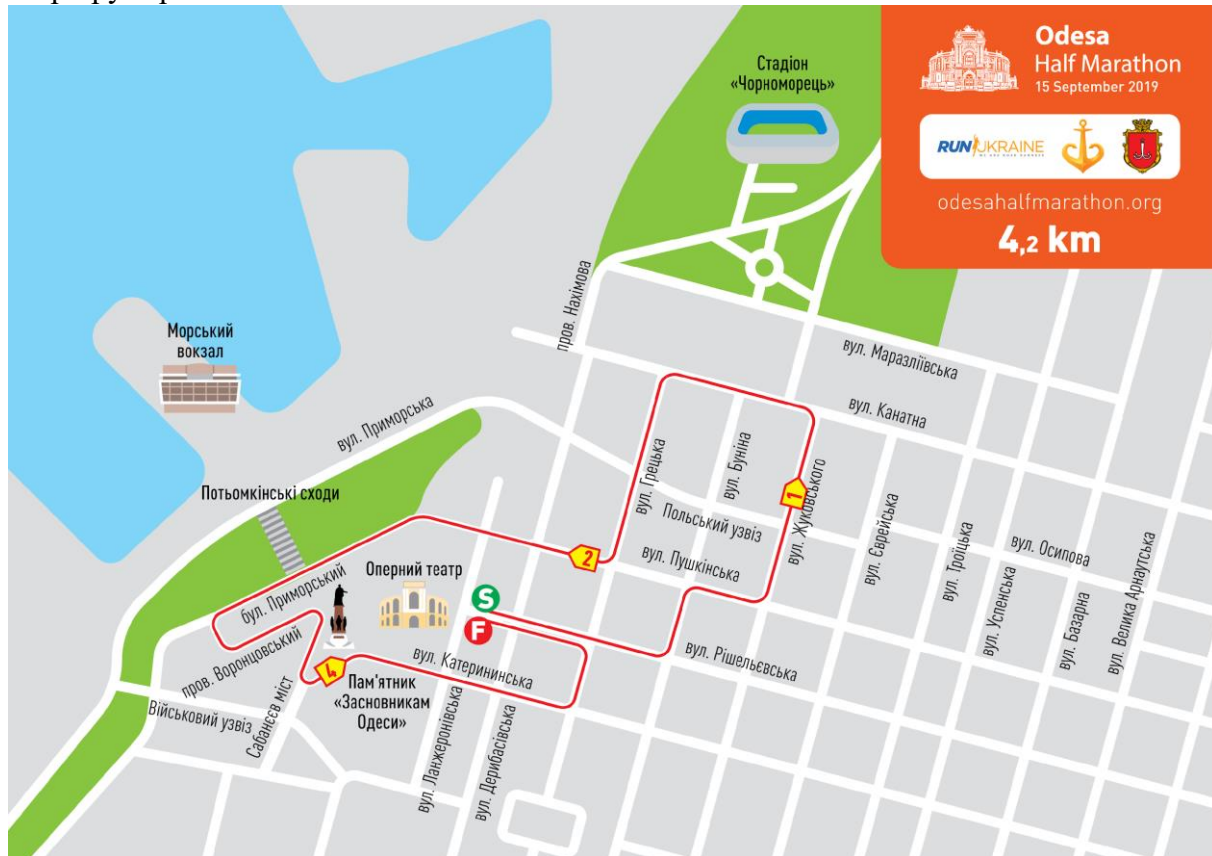 Odesa
Half Marathon
15 September 2019
RUN UKRAINE
odesahalfmarathon.org
4,2 km
Стадіон
«Чорноморець»
пров. Нахімова
Морський
вокзал
вул. Маразліївська
вул. Приморська
вул. Канатна
вул. Грецька
вул. Буніна
вул. Жуковського
1
Потьомкінські сходи
Польський узвіз
вул. Єврейська
вул. Троїцька
вул. Осипова
вул. Успенська
вул. Базарна
вул. Велика Арнаутська
2
вул. Пушкінська
Оперний театр
бул. Приморський
S
F
пров. Воронцовський
вул. Катерининська
вул. Рішельєвська
4
Пам'ятник
«Засновникам
Одеси»
Військовий узвіз
Сабанєєв міст
вул. Ланжеронівська
вул. Дерибасівська